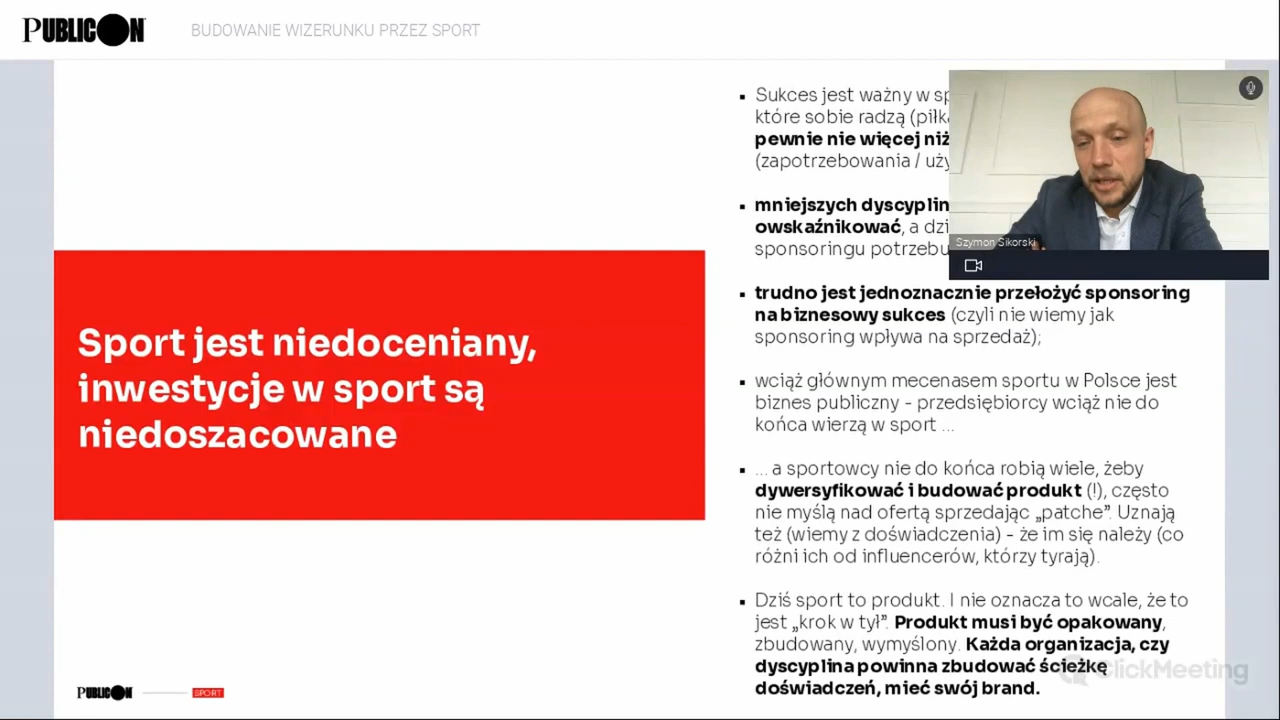 PUBLICON
BUDOWANIE WIZERUNKU PRZEZ SPORT
Sport jest niedoceniany,
inwestycje w sport są
niedoszacowane
Sukces jest ważny w
które sobie radzą
pewnie nie więcej niż
(zapotrzebowania /
mniejszych dyscyplin
owskaźnikować, a
sponsoringu
trudno jest jednoznacznie przełożyć sponsoring
na biznesowy sukces (czyli nie wiemy jak
sponsoring wpływa na sprzedaż);
wciąż głównym mecenasem sportu w Polsce jest
biznes publiczny - przedsiębiorcy wciąż nie do
końca wierzą w sport ...
... a sportowcy nie do końca robią wiele, żeby
dywersyfikować i budować produkt (!), często
nie myślą nad ofertą sprzedając „patche”. Uznają
też (wiemy z doświadczenia) - że im się należy (co
różni ich od influencerów, którzy tyrają).
Dziś sport to produkt. I nie oznacza to wcale, że to
jest „krok w tył”. Produkt musi być opakowany,
zbudowany, wymyślony. Każda organizacja, czy
dyscyplina powinna zbudować ścieżkę
doświadczeń, mieć swój brand.
Szymon Sikorski
ClickMeeting
PUBLICON
SPORT